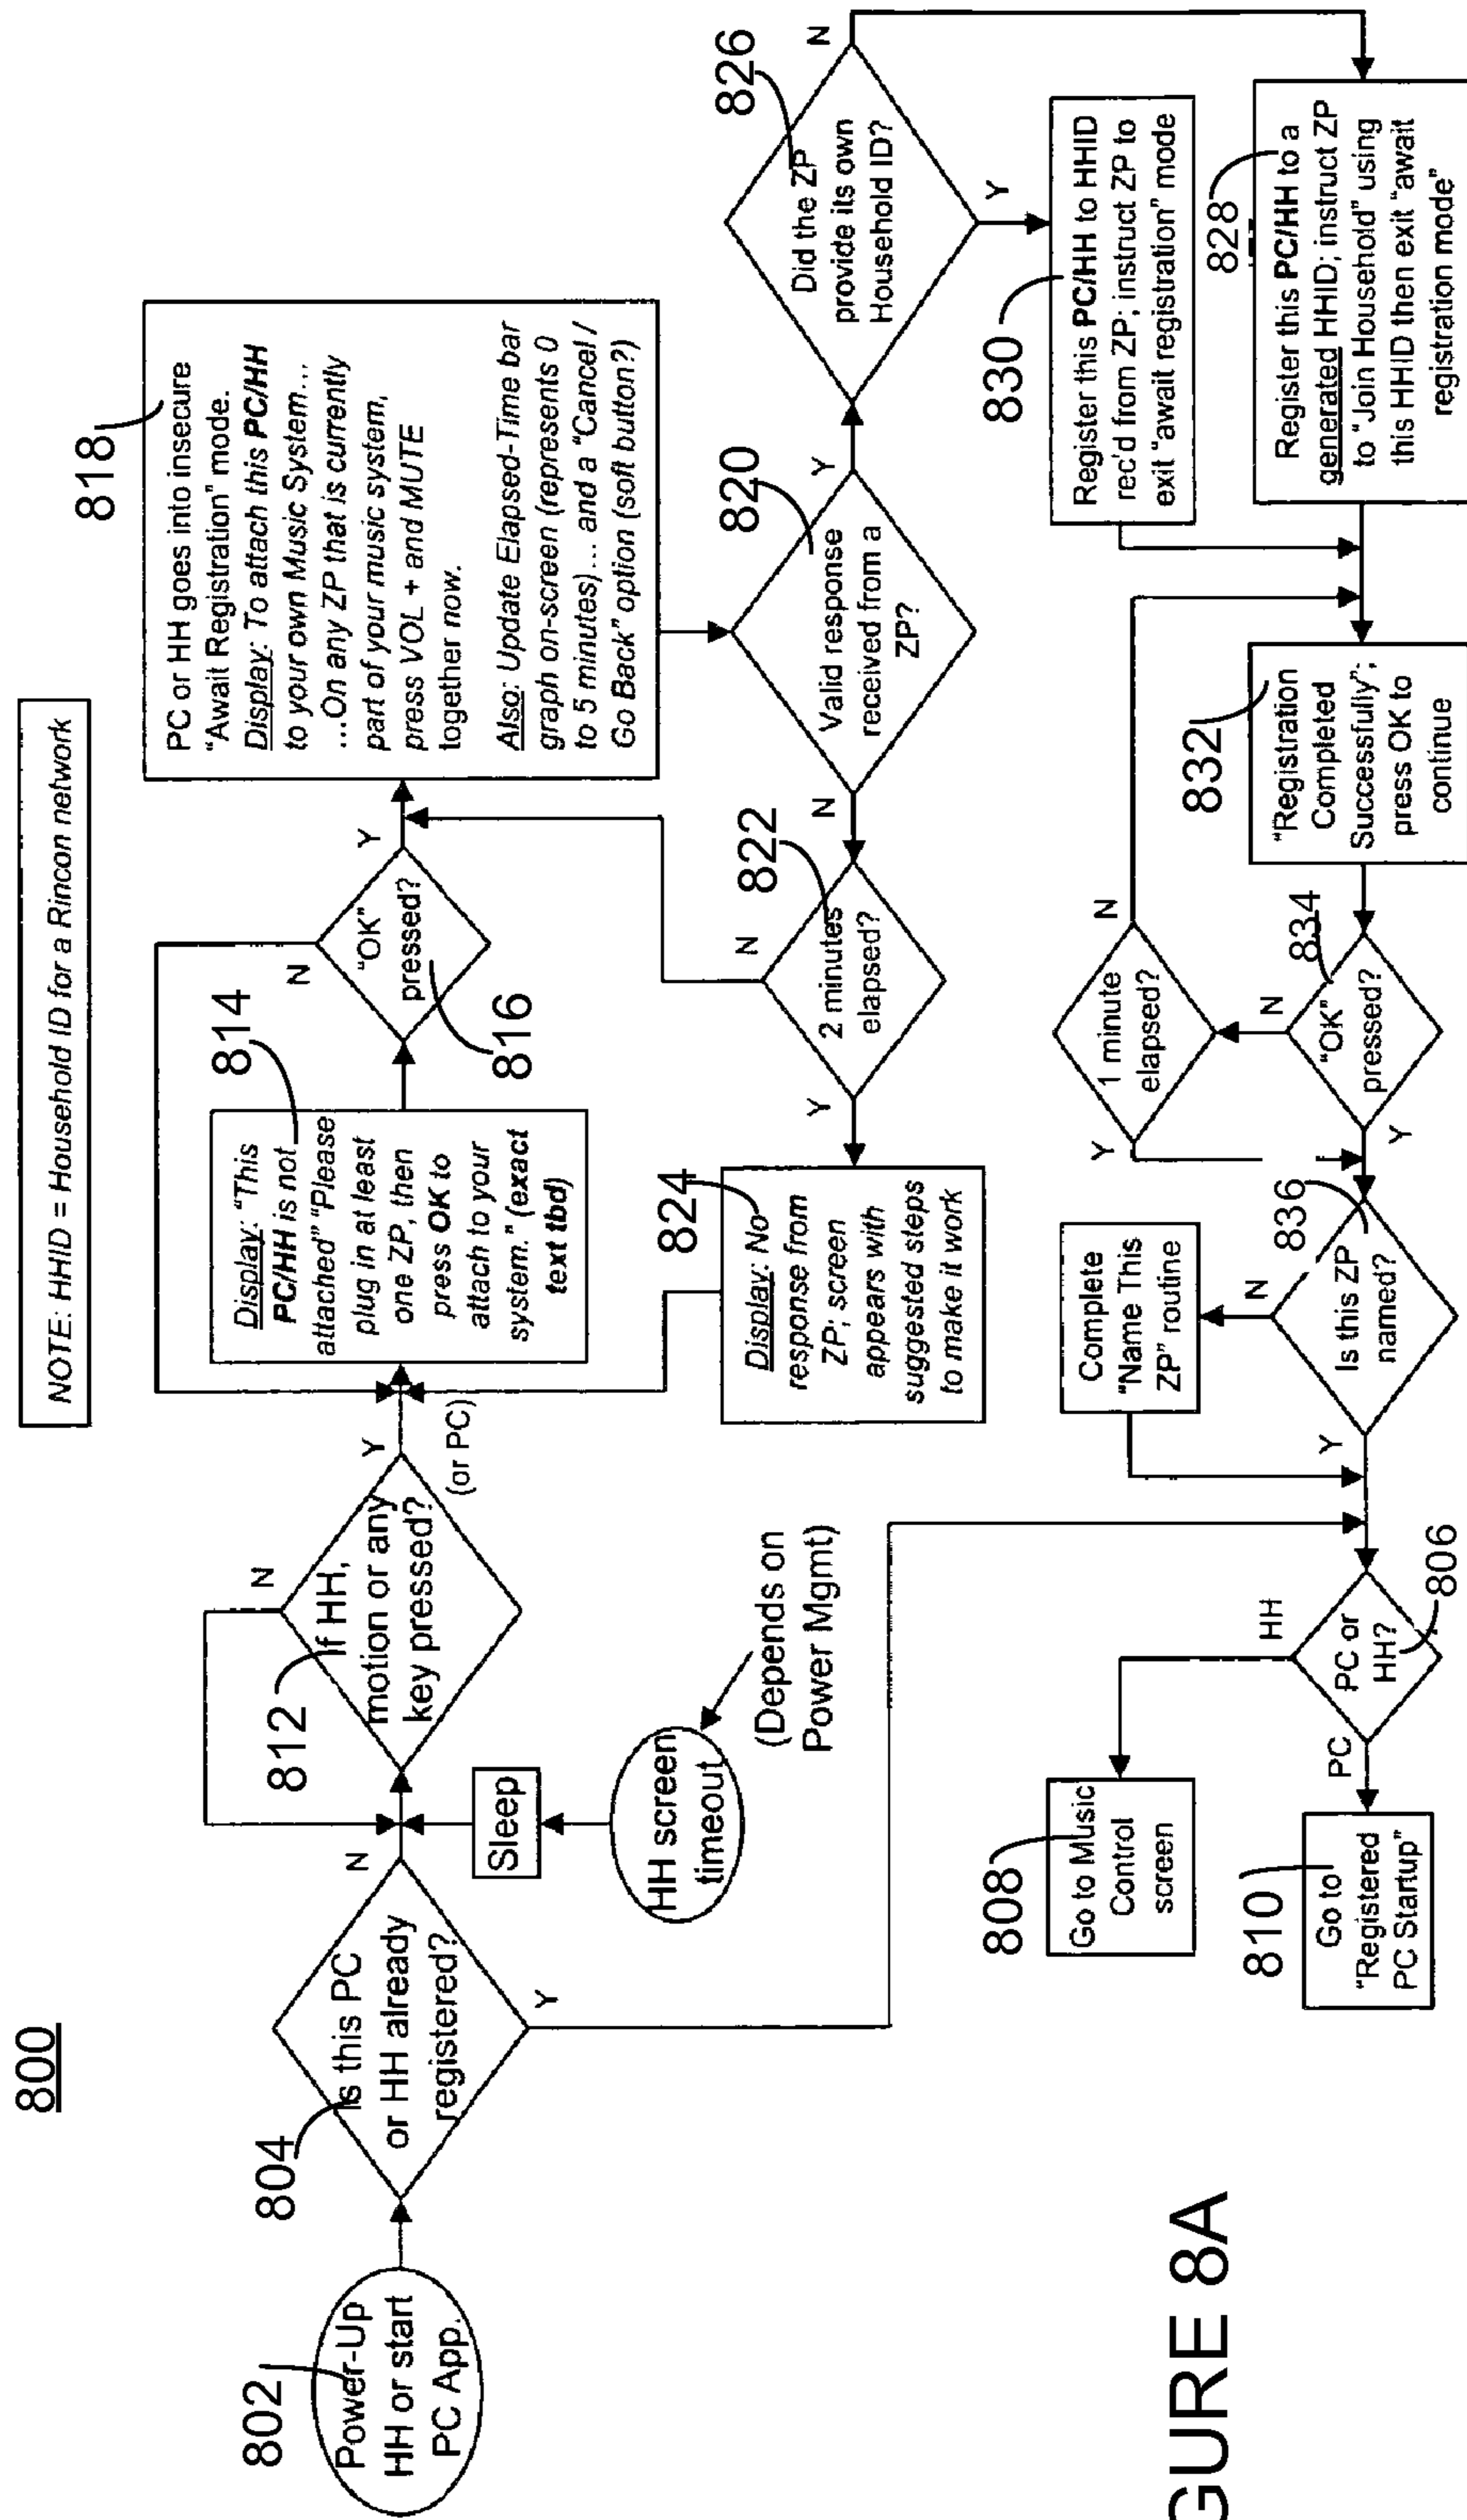 800
NOTE: HHID = Household ID for a Rincon network
802
Power-Up
HH or start
PC App.
804
Is this PC
or HH already
registered?
N
Y
Sleep
HH screen
timeout
(Depends on
Power Mgmt)
812
If HH,
motion or any
key pressed?
N
Y
(or PC)
814
Display: "This
PC/HH is not
attached" "Please
plug in at least
one ZP, then
press OK to
attach to your
system." (exact
text tbd)
816
"OK"
pressed?
N
Y
818
PC or HH goes into insecure
"Await Registration" mode.
Display: To attach this PC/HH
to your own Music System...
...On any ZP that is currently
part of your music system,
press VOL + and MUTE
together now.
Also: Update Elapsed-Time bar
graph on-screen (represents 0
to 5 minutes)... and a "Cancel /
Go Back" option (soft button?)
820
Valid response
received from a
ZP?
N
Y
822
2 minutes
elapsed?
N
Y
824
Display: No
response from
ZP; screen
appears with
suggested steps
to make it work
826
Did the ZP
provide its own
Household ID?
N
Y
830
Register this PC/HH to HHID
rec'd from ZP; instruct ZP to
exit "await registration" mode
828
Register this PC/HH to a
generated HHID; instruct ZP
to "Join Household" using
this HHID then exit "await
registration mode"
832
"Registration
Completed
Successfully";
press OK to
continue
834
"OK"
pressed?
N
Y
1 minute
elapsed?
N
Y
836
Is this ZP
named?
N
Y
Complete
"Name This
ZP" routine
806
PC or
HH?
HH
PC
808
Go to Music
Control
screen
810
Go to
"Registered
PC Startup"
GURE 8A